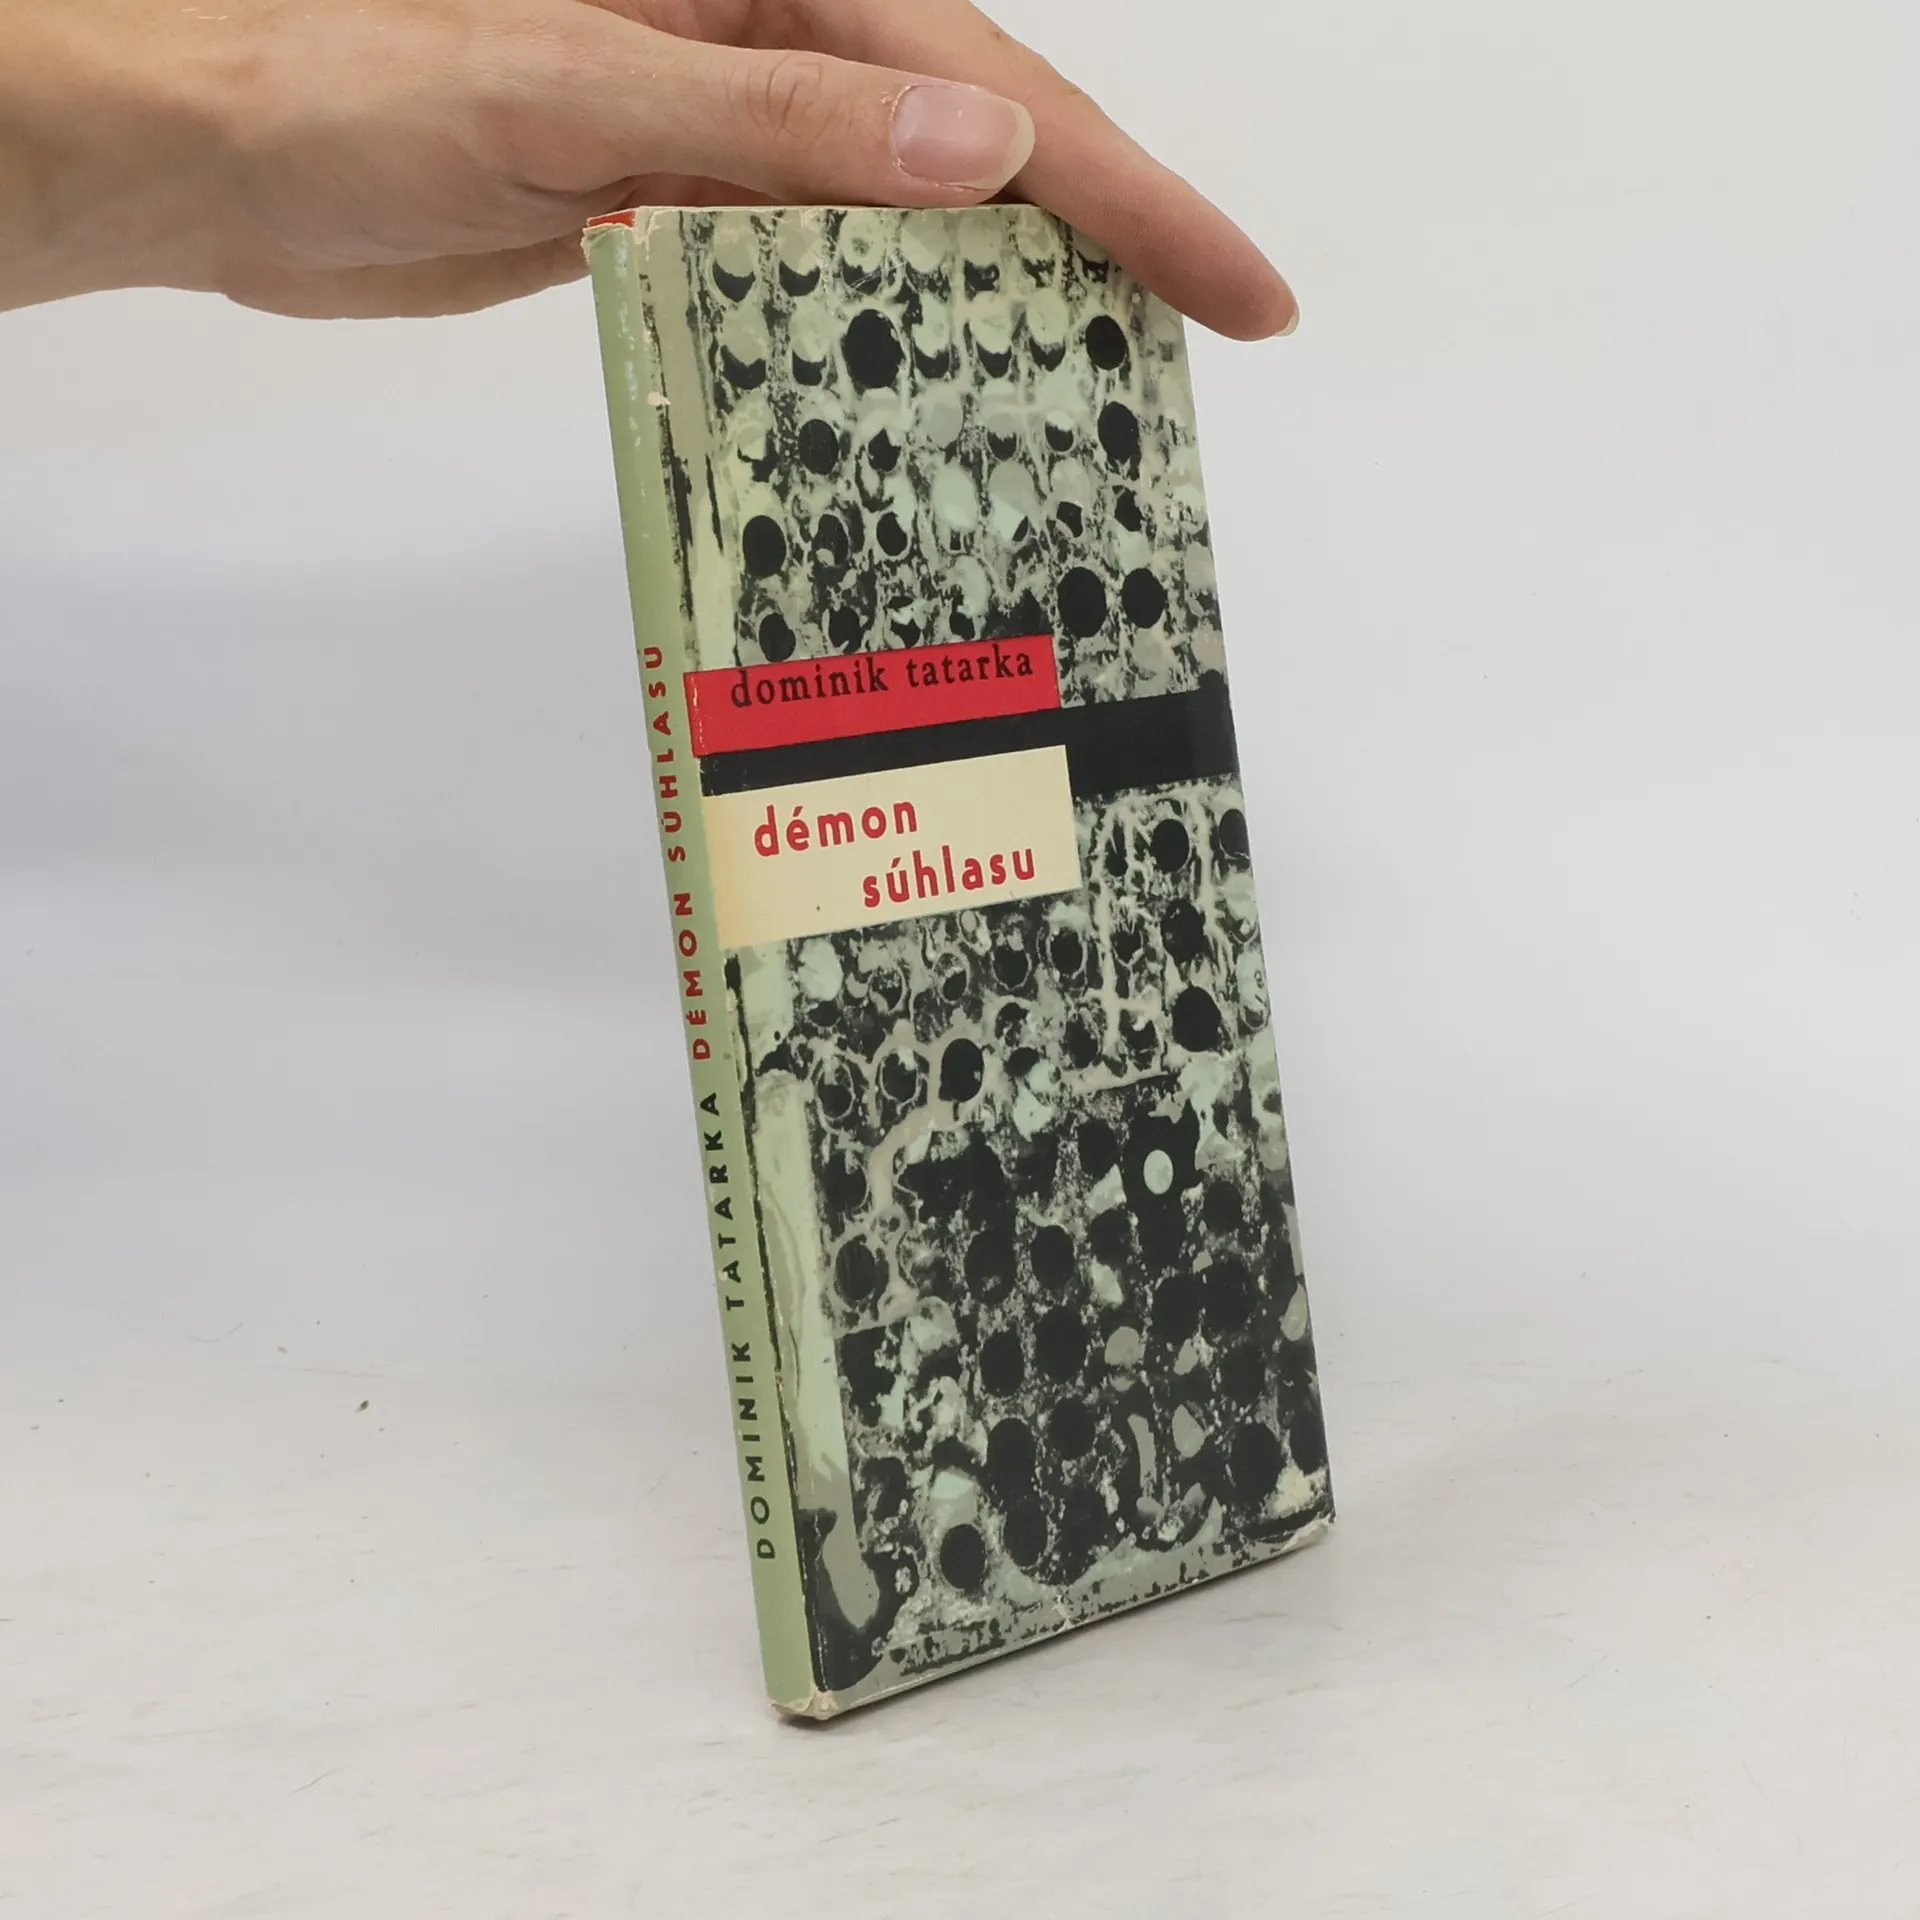 dominik tatarka
démon
súhlasu
DOMINIK TATARKA DÉMON SÚHLASU